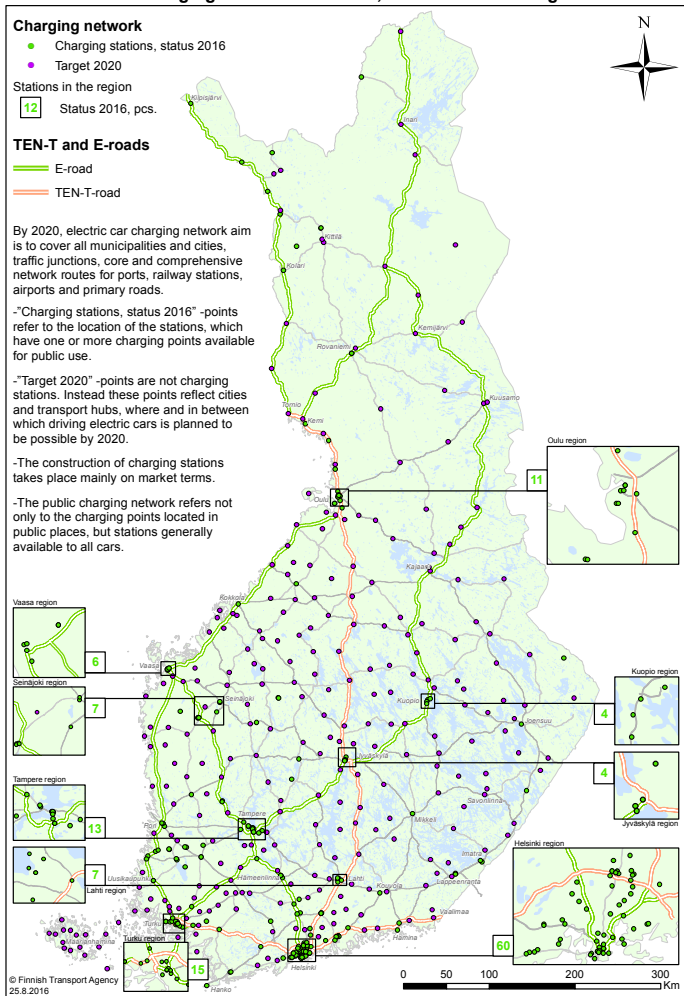 Charging network
Charging stations, status 2016
Target 2020
Stations in the region
12 Status 2016, pcs.
TEN-T and E-roads
E-road
TEN-T-road
By 2020, electric car charging network aim
is to cover all municipalities and cities,
traffic junctions, core and comprehensive
network routes for ports, railway stations,
airports and primary roads.
-"Charging stations, status 2016" -points
refer to the location of the stations, which
have one or more charging points available
for public use.
-"Target 2020" -points are not charging
stations. Instead these points reflect cities
and transport hubs, where and in between
which driving electric cars is planned to
be possible by 2020.
-The construction of charging stations
takes place mainly on market terms.
-The public charging network refers not
only to the charging points located in
public places, but stations generally
available to all cars.
N
Kilpisjärvi
Inari
Kittilä
Kolari
Kemijärvi
Rovaniemi
Kuusamo
Tornio
Kemi
Oulu region
11
Oulu
Kajaani
Kokkola
Vaasa region
6
Vaasa
Seinäjoki region
7
Seinäjoki
Kuopio region
4
Kuopio
Joensuu
Jyväskylä
4
Jyväskylä region
Savonlinna
Mikkeli
Tampere region
13
Tampere
Pori
Imatra
Helsinki region
60
7
Lahti region
Uusikaupunki
Hämeenlinna
Lahti
Kouvola
Lappeenranta
Vaalimaa
Hamina
Turku
Maarianhamina
Turku region
15
Helsinki
Hanko
© Finnish Transport Agency
25.8.2016
0 100 200 300
Km